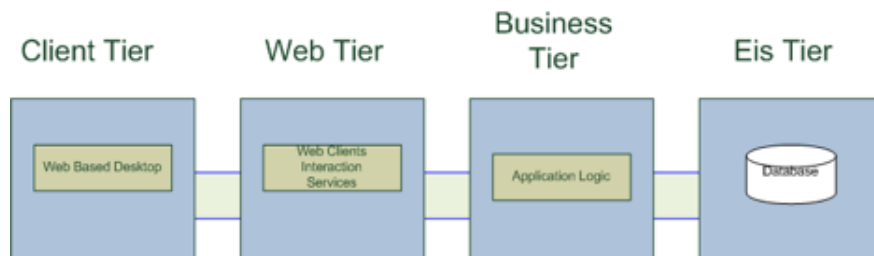 Client Tier
Web Tier
Business
Tier
Eis Tier
Web Based Desktop
Web Clients
Interaction
Services
Application Logic
Database